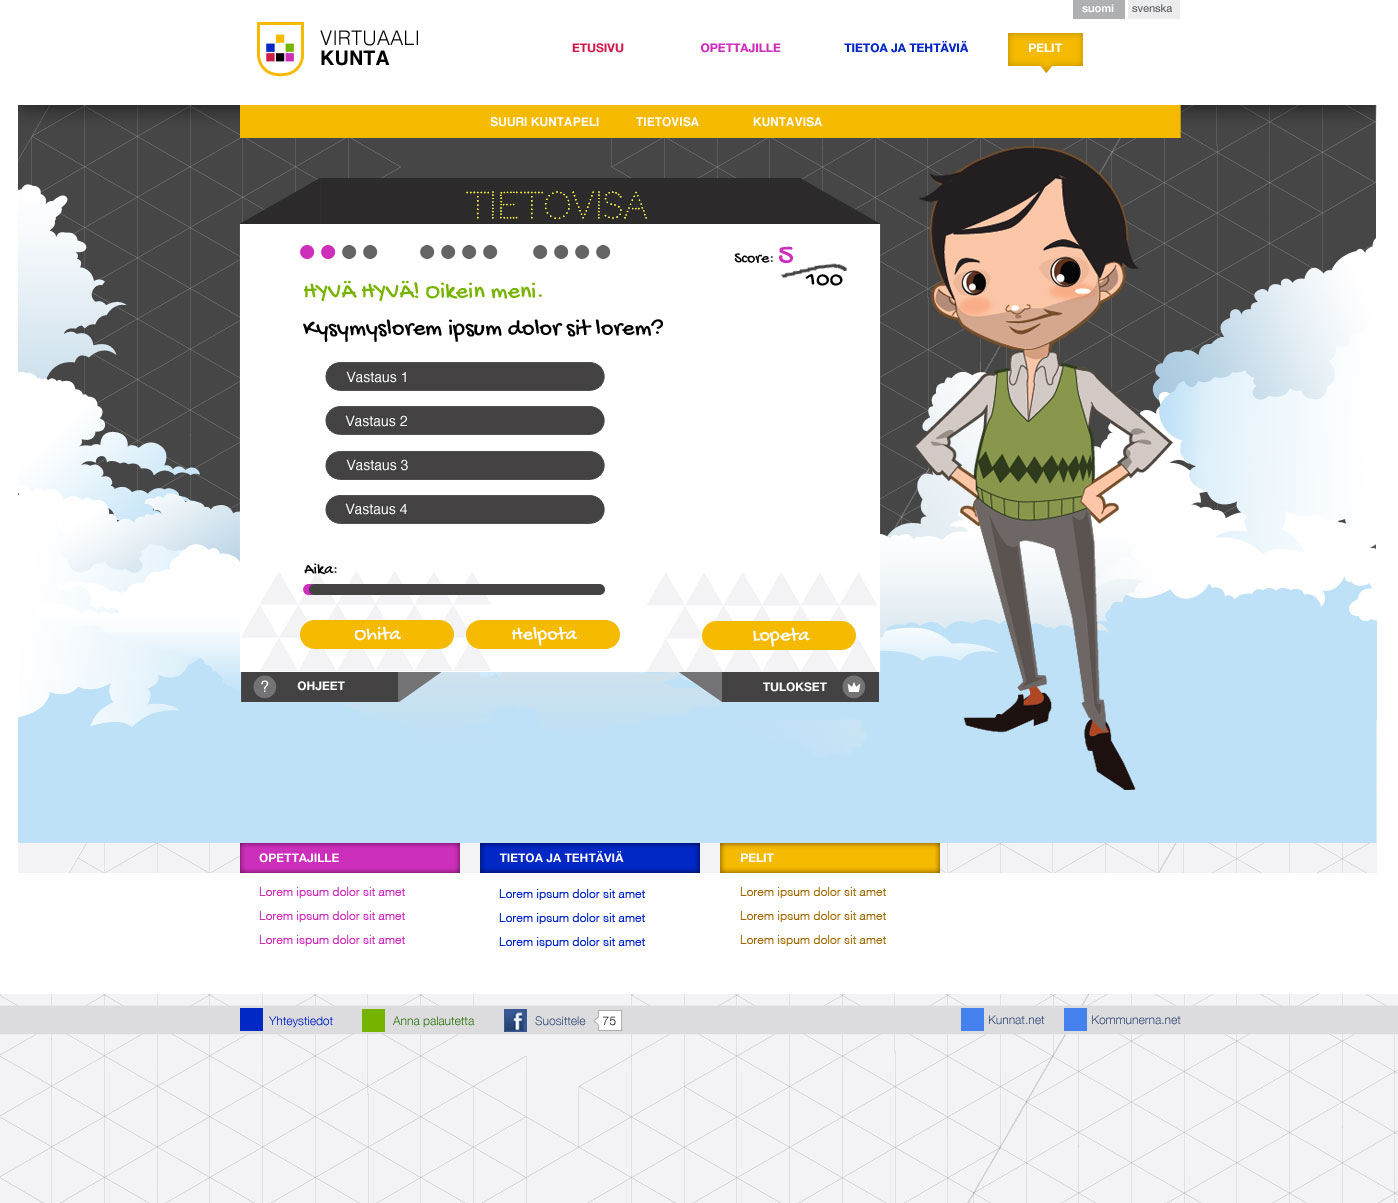 suomi svenska
VIRTUAALI
KUNTA
ETUSIVU OPETTAJILLE TIETOA JA TEHTÄVIÄ PELIT
SUURI KUNTAPELI TIETOVISA KUNTAVISA
TIETOVISA
Score: 5
100
HYVÄ HYVÄ! Oikein meni.
Kysymyslorem ipsum dolor sit lorem?
Vastaus 1
Vastaus 2
Vastaus 3
Vastaus 4
Aika:
Ohita Helpota Lopeta
? OHJEET TULOKSET
OPETTAJILLE TIETOA JA TEHTÄVIÄ PELIT
Lorem ipsum dolor sit amet Lorem ipsum dolor sit amet Lorem ipsum dolor sit amet
Lorem ipsum dolor sit amet Lorem ipsum dolor sit amet Lorem ipsum dolor sit amet
Lorem ispum dolor sit amet Lorem ispum dolor sit amet Lorem ispum dolor sit amet
Yhteystiedot Anna palautetta f Suosittele 75 Kunnat.net Kommunerna.net